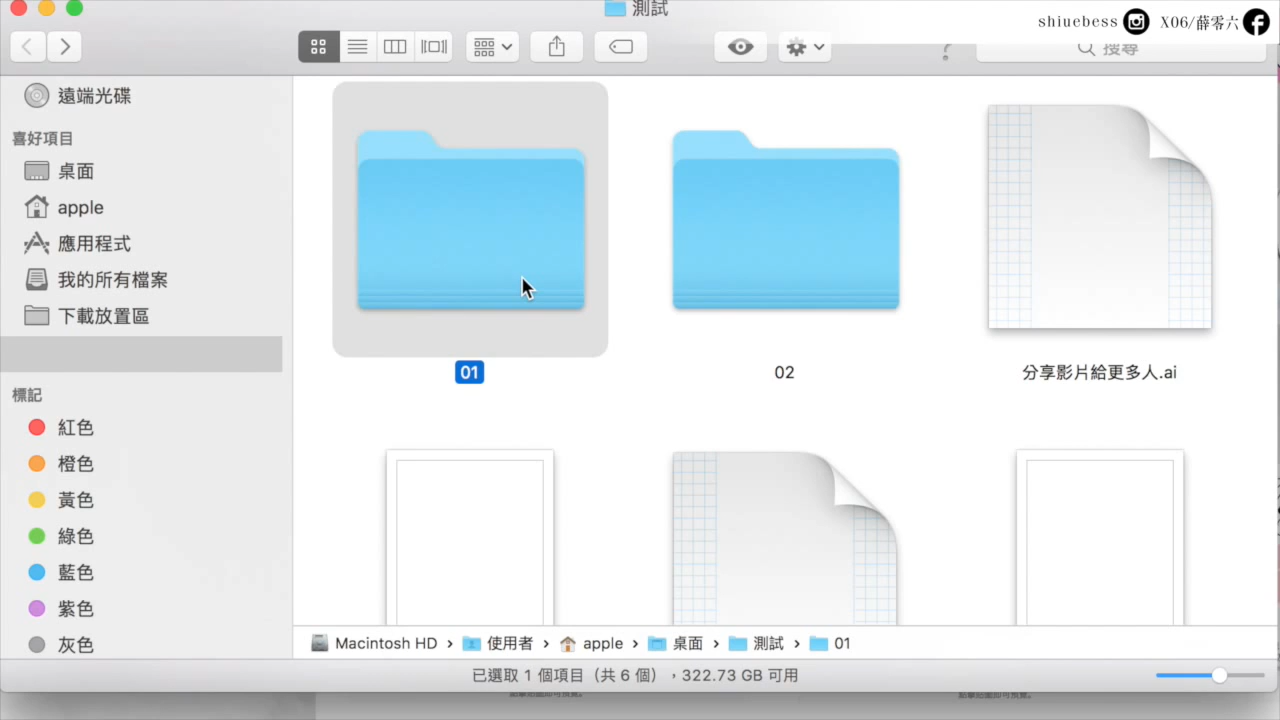 測試
shiuebess X06/薛零六
搜尋
遠端光碟
喜好項目
桌面
apple
應用程式
我的所有檔案
下載放置區
標記
紅色
橙色
黃色
綠色
藍色
紫色
灰色
01
02
分享影片給更多人.ai
Macintosh HD › 使用者 › apple › 桌面 › 測試 › 01
已選取 1 個項目（共 6 個），322.73 GB 可用